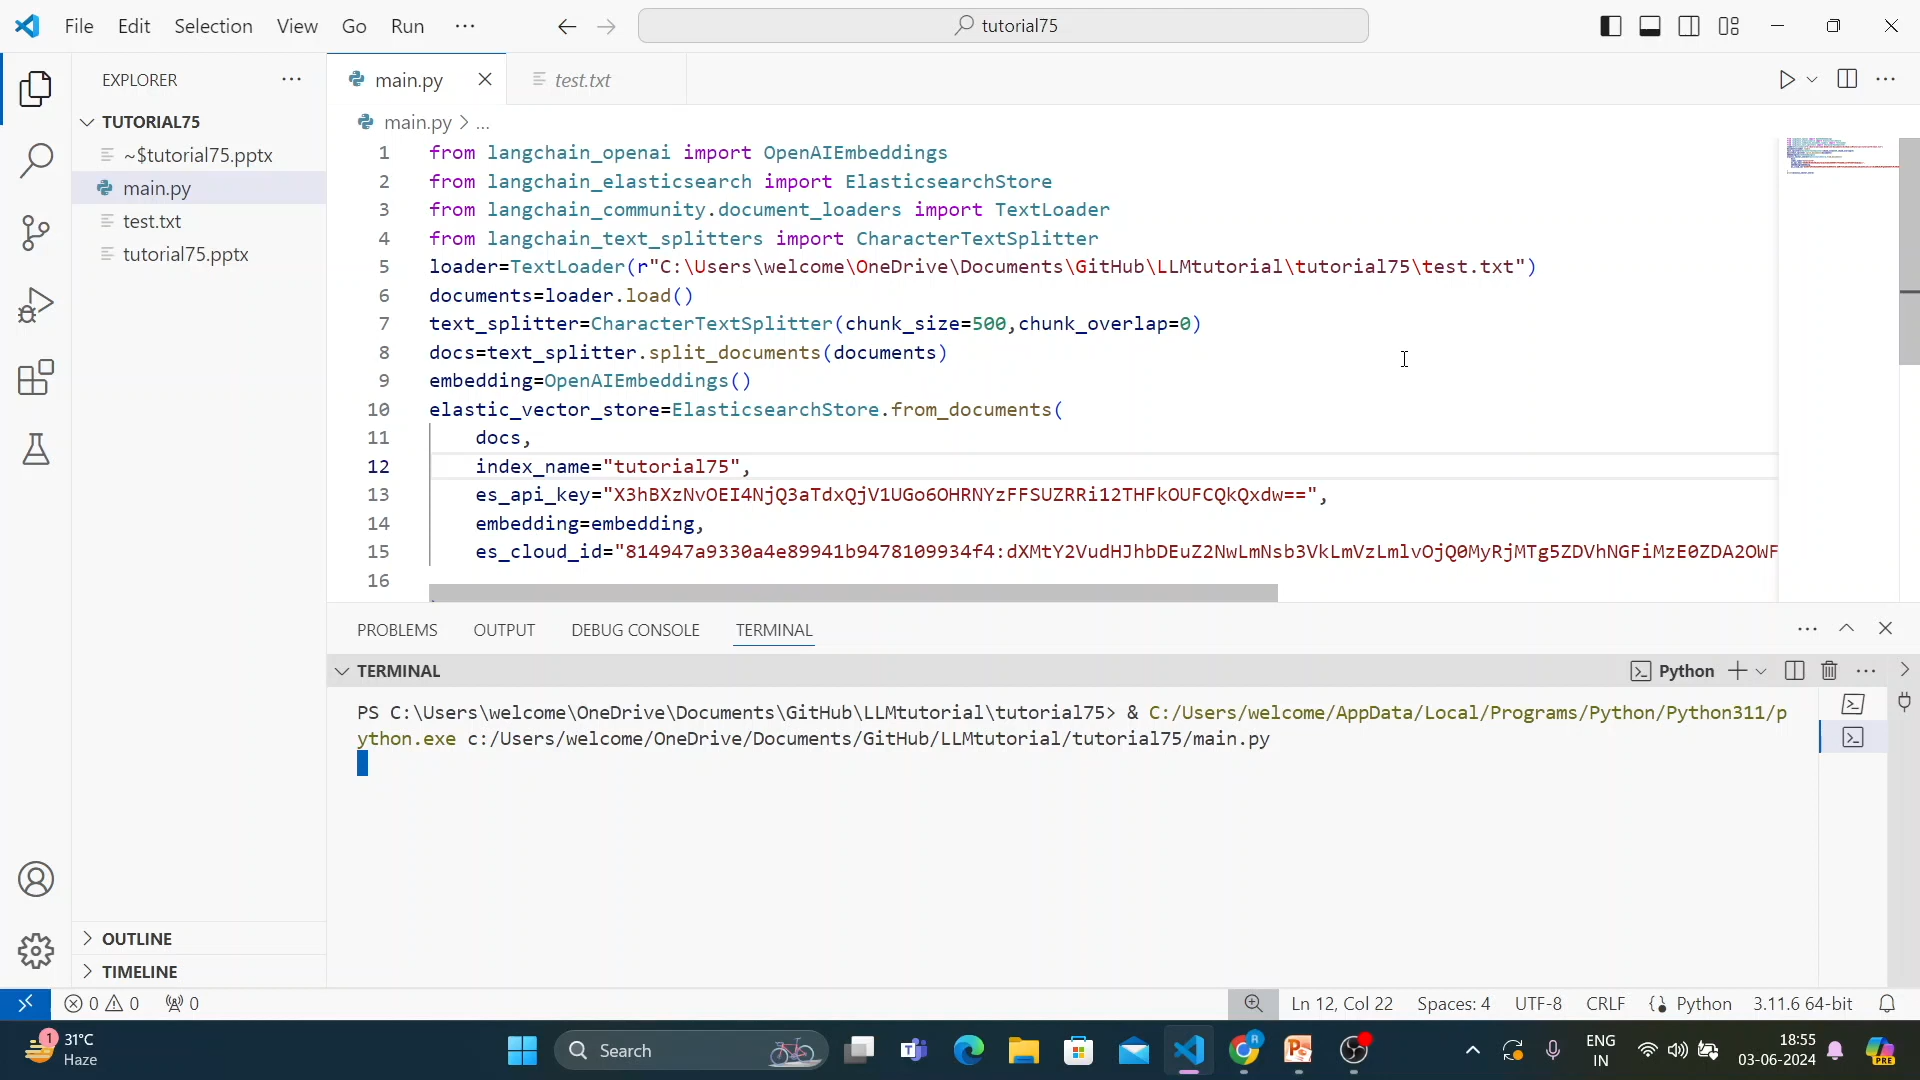 File Edit Selection View Go Run ··· tutorial75
EXPLORER ···
TUTORIAL75
~$tutorial75.pptx
main.py
test.txt
tutorial75.pptx
OUTLINE
TIMELINE
main.py test.txt
main.py > ...
1 from langchain_openai import OpenAIEmbeddings
2 from langchain_elasticsearch import ElasticsearchStore
3 from langchain_community.document_loaders import TextLoader
4 from langchain_text_splitters import CharacterTextSplitter
5 loader=TextLoader(r"C:\Users\welcome\OneDrive\Documents\GitHub\LLMtutorial\tutorial75\test.txt")
6 documents=loader.load()
7 text_splitter=CharacterTextSplitter(chunk_size=500,chunk_overlap=0)
8 docs=text_splitter.split_documents(documents)
9 embedding=OpenAIEmbeddings()
10 elastic_vector_store=ElasticsearchStore.from_documents(
11 docs,
12 index_name="tutorial75",
13 es_api_key="X3hBXzNvOEI4NjQ3aTdxQjV1UGo6OHRNYzFFSUZRRi12THFkOUFCQkQxdw==",
14 embedding=embedding,
15 es_cloud_id="814947a9330a4e89941b9478109934f4:dXMtY2VudHJhbDEuZ2NwLmNsb3VkLmVzLmlvOjQ0MyRjMTg5ZDVhNGFiMzE0ZDA2OWF
16
PROBLEMS OUTPUT DEBUG CONSOLE TERMINAL
TERMINAL Python
PS C:\Users\welcome\OneDrive\Documents\GitHub\LLMtutorial\tutorial75> & C:/Users/welcome/AppData/Local/Programs/Python/Python311/p
ython.exe c:/Users/welcome/OneDrive/Documents/GitHub/LLMtutorial/tutorial75/main.py
0 0 0 Ln 12, Col 22 Spaces: 4 UTF-8 CRLF Python 3.11.6 64-bit
1 31°C
Haze
Search
ENG
IN
18:55
03-06-2024
PRE